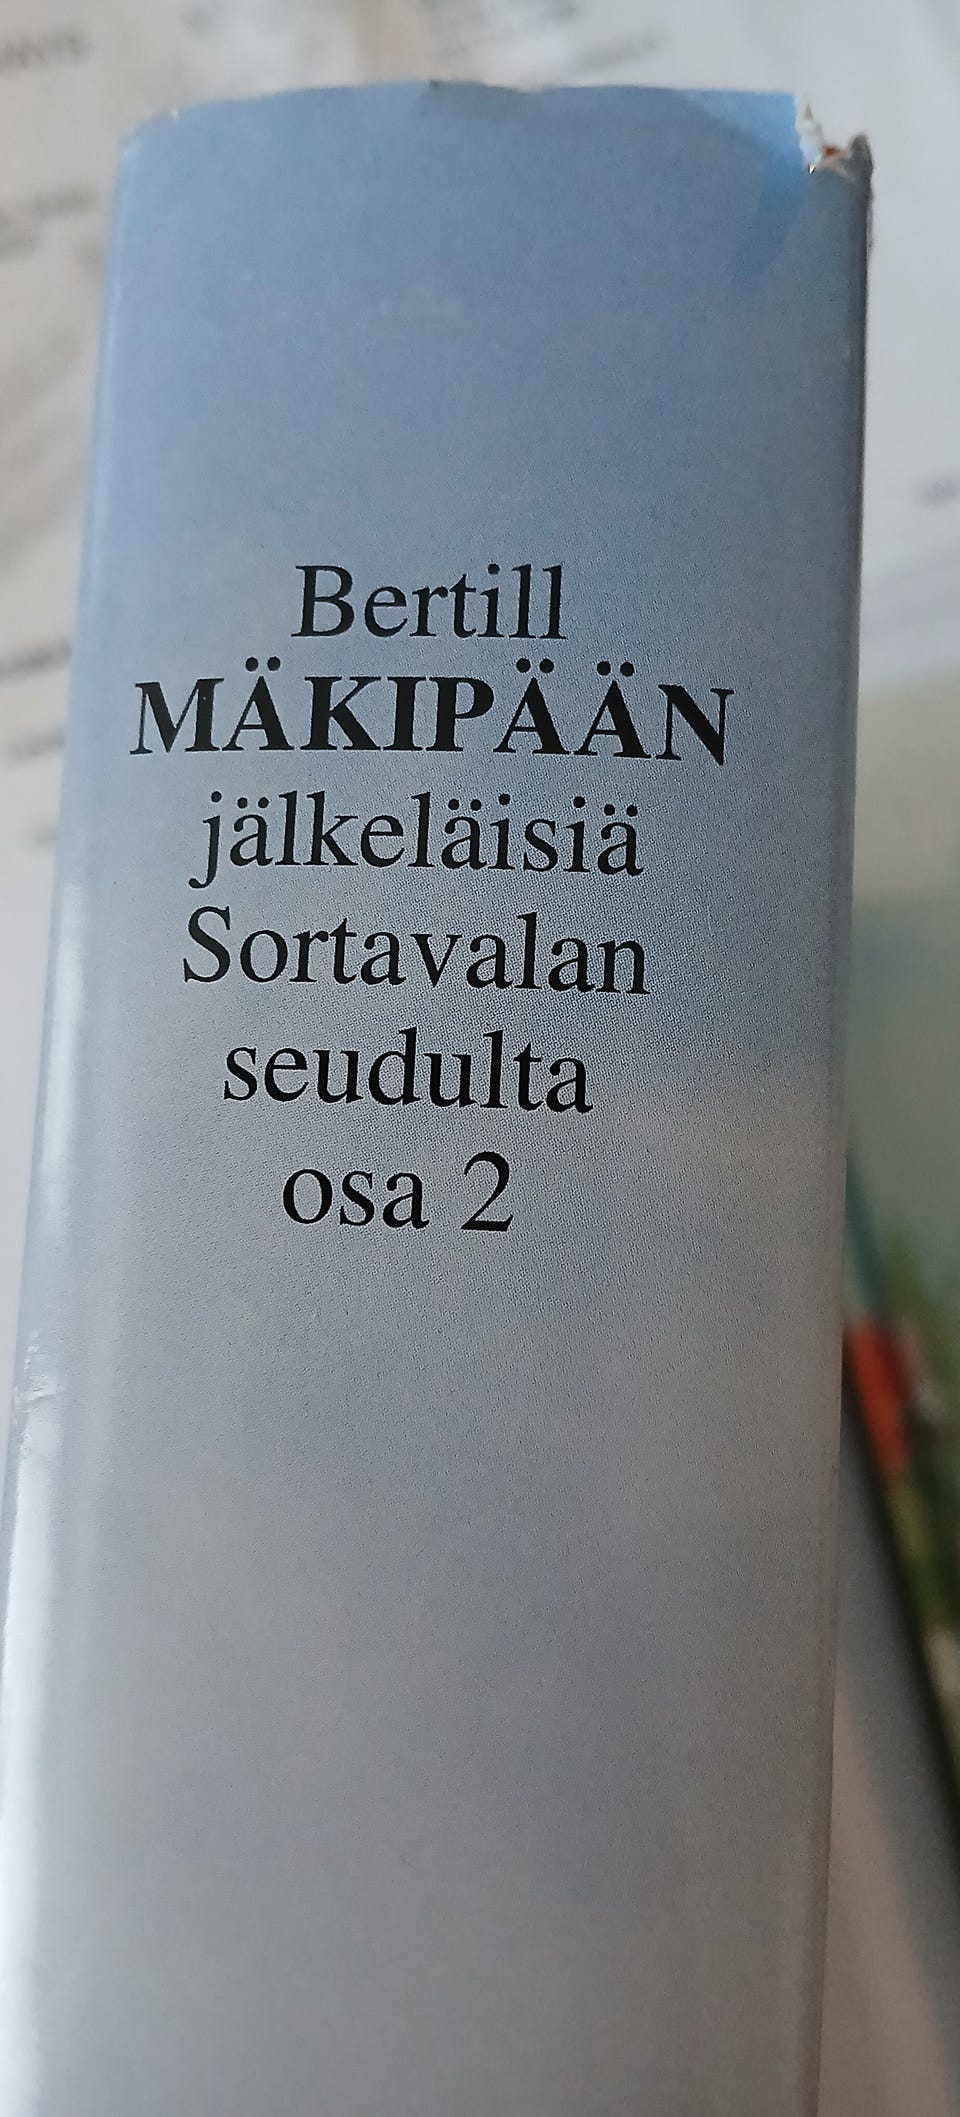 Bertill
MÄKIPÄÄN
jälkeläisiä
Sortavalan
seudulta
osa 2